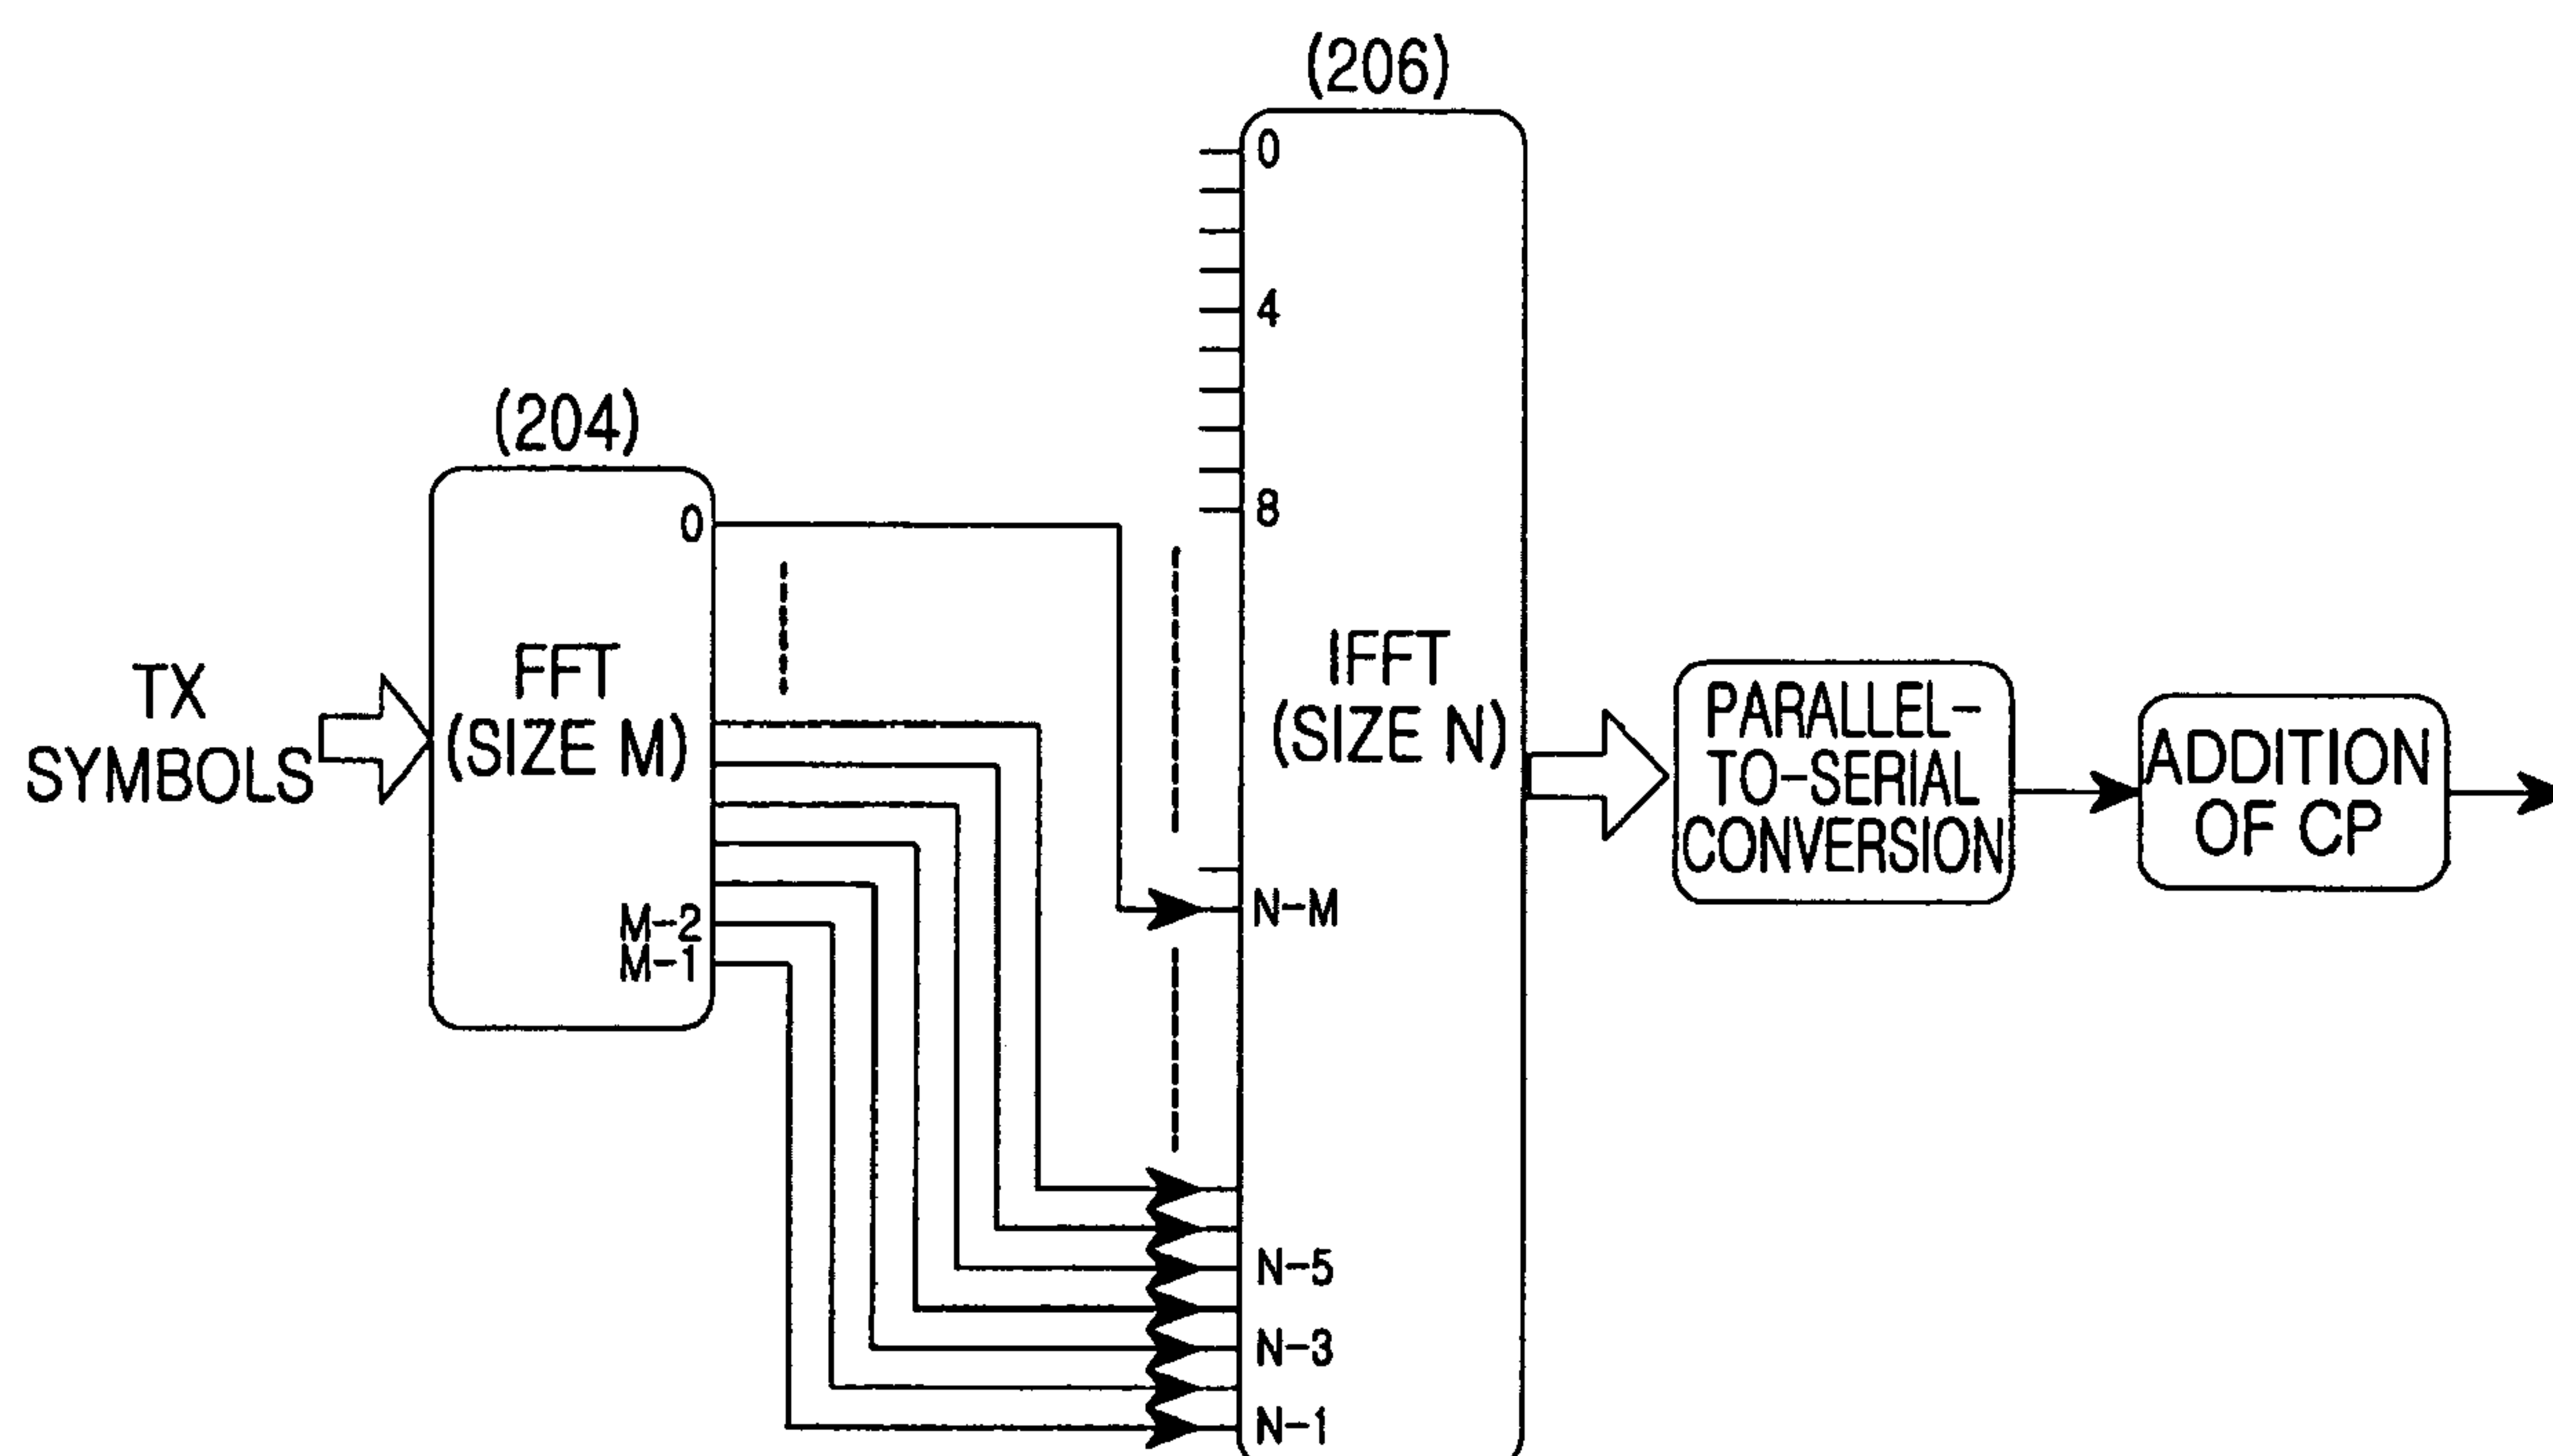 (206)
0
4
8
(204)
0
FFT
(SIZE M)
M-2
M-1
TX
SYMBOLS
IFFT
(SIZE N)
N-M
N-5
N-3
N-1
PARALLEL-
TO-SERIAL
CONVERSION
ADDITION
OF CP